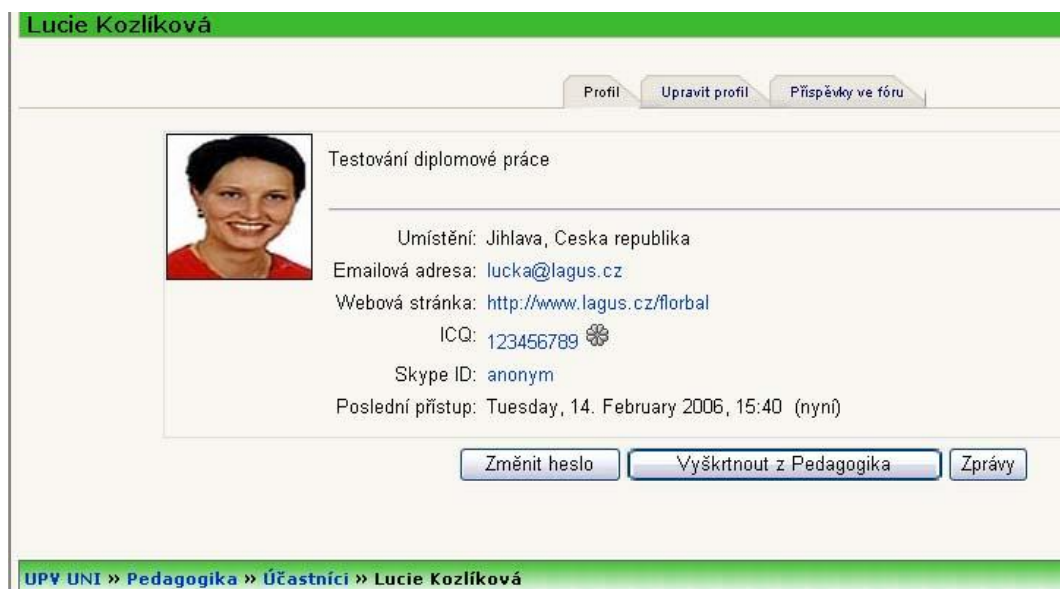 Lucie Kozlíková
Profil Upravit profil Příspěvky ve fóru
Testování diplomové práce
Umístění: Jihlava, Ceska republika
Emailová adresa: lucka@lagus.cz
Webová stránka: http://www.lagus.cz/florbal
ICQ: 123456789
Skype ID: anonym
Poslední přístup: Tuesday, 14. February 2006, 15:40 (nyní)
Změnit heslo Vyškrtnout z Pedagogika Zprávy
UPV UNI » Pedagogika » Účastníci » Lucie Kozlíková